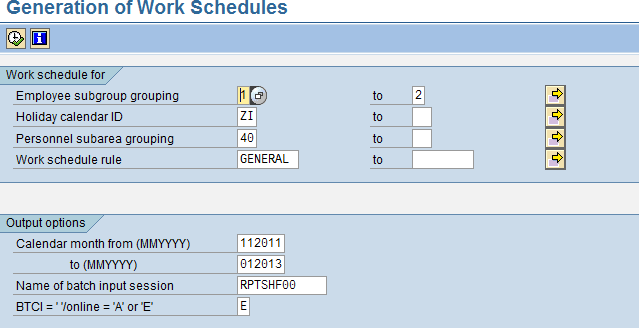 Generation of Work Schedules
Work schedule for
Employee subgroup grouping 1 to 2
Holiday calendar ID ZI to
Personnel subarea grouping 40 to
Work schedule rule GENERAL to
Output options
Calendar month from (MMYYYY) 112011
to (MMYYYY) 012013
Name of batch input session RPTSHF00
BTCI = ' '/online = 'A' or 'E' E